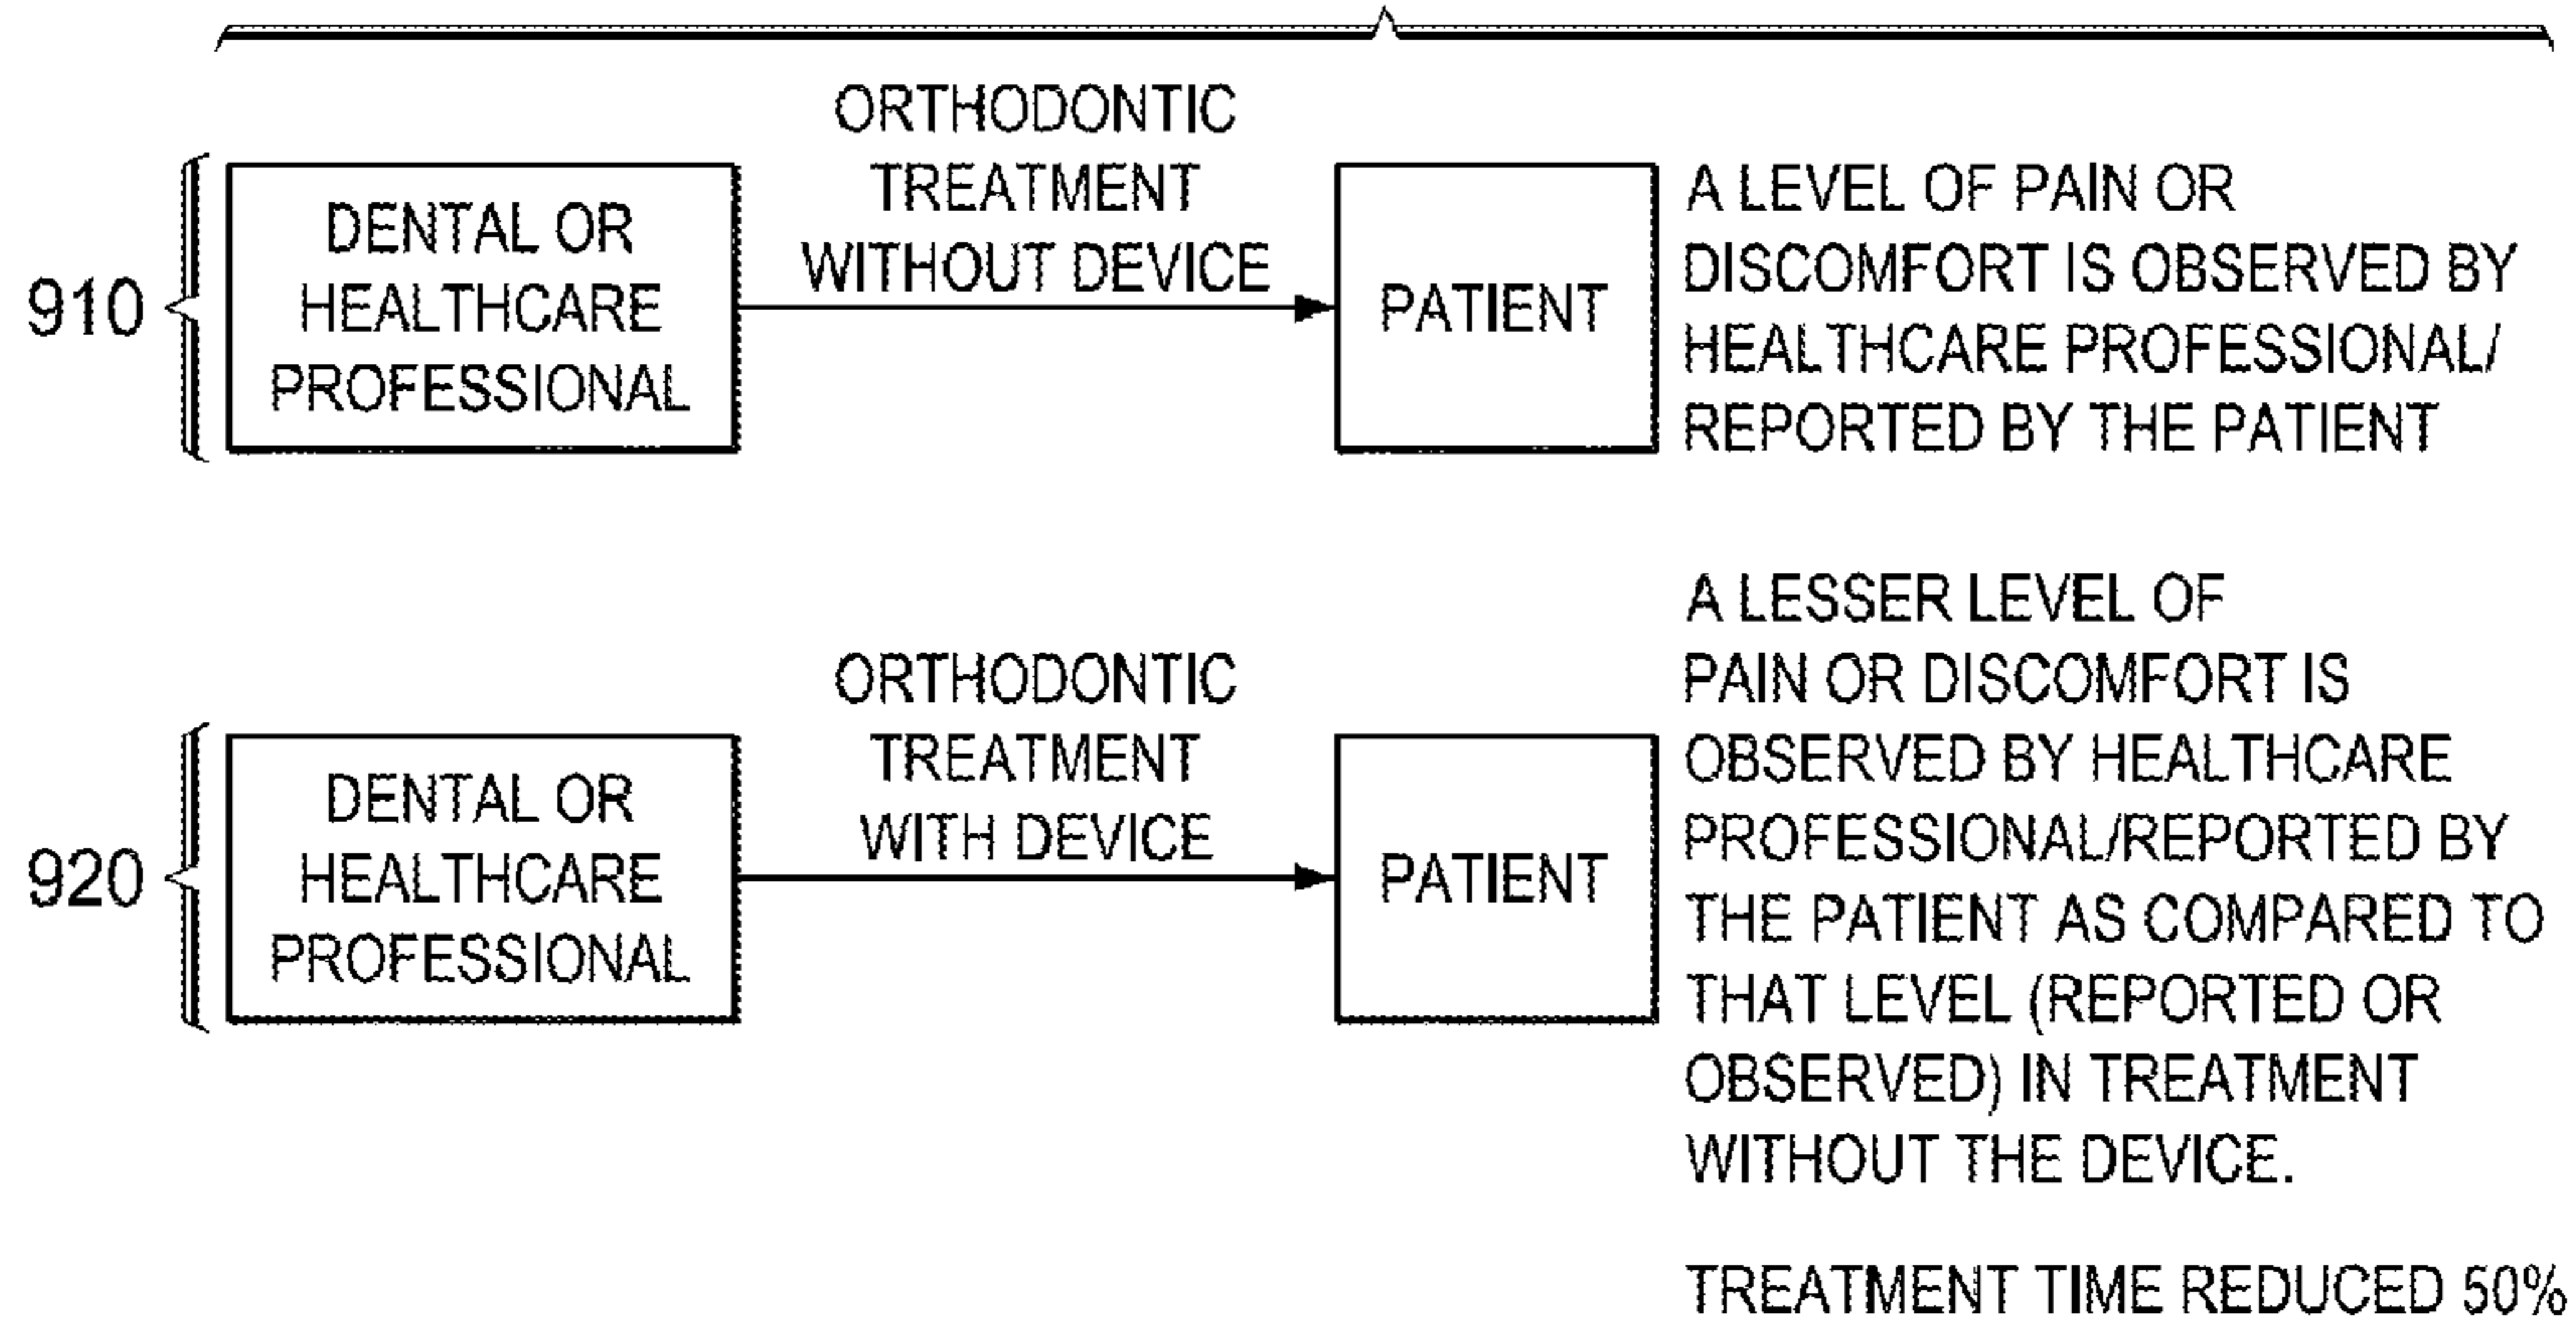 910
DENTAL OR
HEALTHCARE
PROFESSIONAL
ORTHODONTIC
TREATMENT
WITHOUT DEVICE
PATIENT
A LEVEL OF PAIN OR
DISCOMFORT IS OBSERVED BY
HEALTHCARE PROFESSIONAL/
REPORTED BY THE PATIENT
920
DENTAL OR
HEALTHCARE
PROFESSIONAL
ORTHODONTIC
TREATMENT
WITH DEVICE
PATIENT
A LESSER LEVEL OF
PAIN OR DISCOMFORT IS
OBSERVED BY HEALTHCARE
PROFESSIONAL/REPORTED BY
THE PATIENT AS COMPARED TO
THAT LEVEL (REPORTED OR
OBSERVED) IN TREATMENT
WITHOUT THE DEVICE.
TREATMENT TIME REDUCED 50%